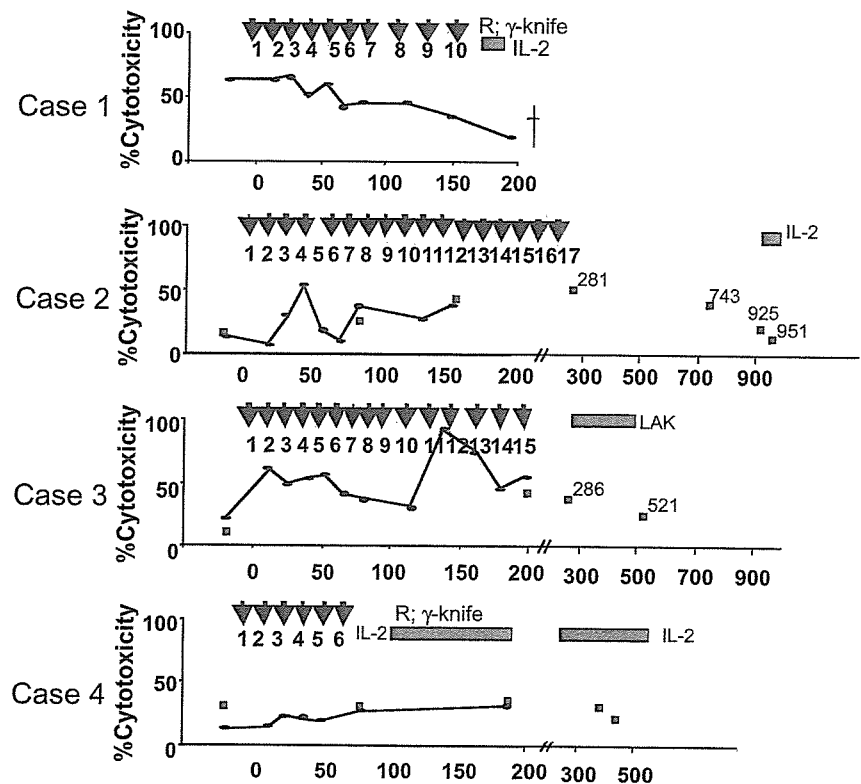 R; γ-knife
100
1 2 3 4 5 6 7 8 9 10
IL-2
Case 1
%Cytotoxicity
50
0
0 50 100 150 200
100
IL-2
1 2 3 4 5 6 7 8 9 10 11 12 13 14 15 16 17
Case 2
%Cytotoxicity
50
281
743
925
951
0
0 50 100 150 200 300 500 700 900
100
LAK
1 2 3 4 5 6 7 8 9 10 11 12 13 14 15
Case 3
%Cytotoxicity
50
286
521
0
0 50 100 150 200 300 500 700 900
R; γ-knife
100
1 2 3 4 5 6 IL-2
IL-2
Case 4
%Cytotoxicity
50
0
0 50 100 150 200 300 500